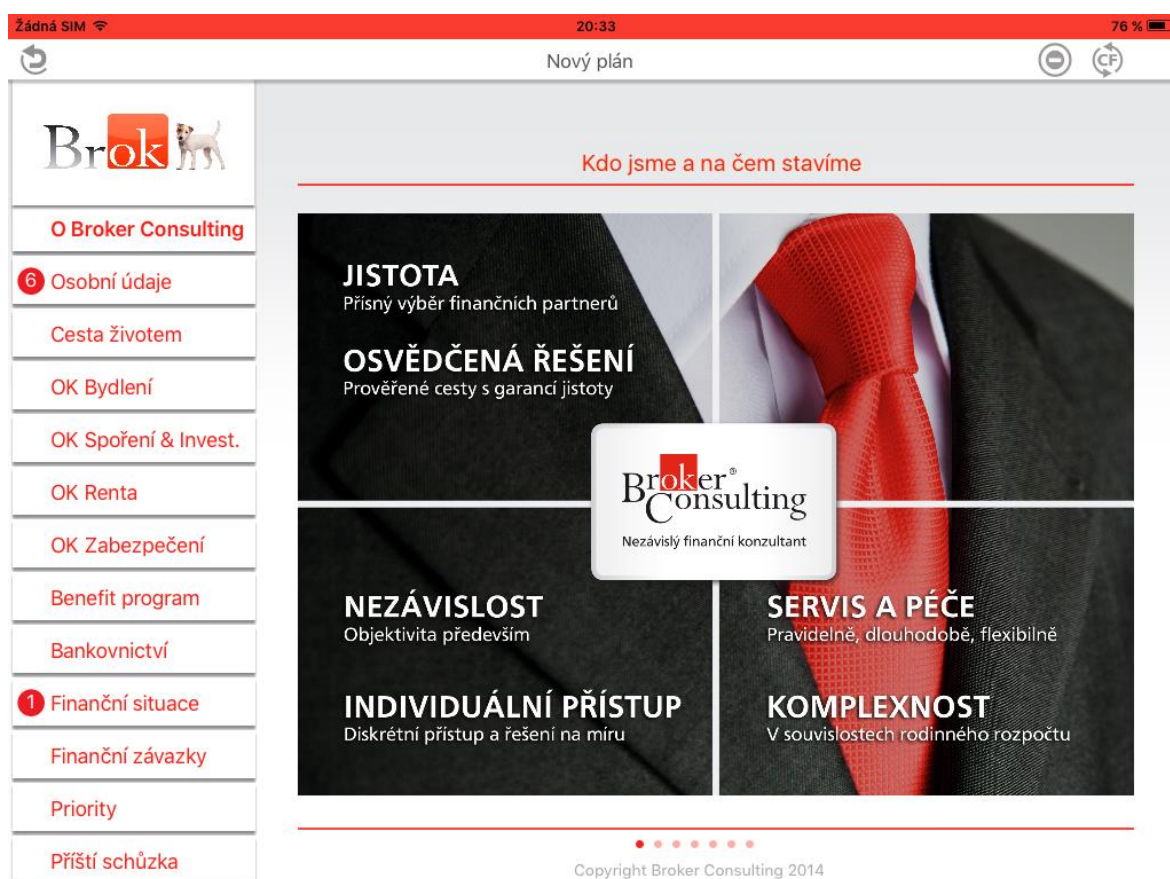 Žádná SIM
20:33
76 %
Nový plán
CF
Brok
O Broker Consulting
6 Osobní údaje
Cesta životem
OK Bydlení
OK Spoření & Invest.
OK Renta
OK Zabezpečení
Benefit program
Bankovnictví
1 Finanční situace
Finanční závazky
Priority
Příští schůzka
Kdo jsme a na čem stavíme
JISTOTA
Přísný výběr finančních partnerů
OSVĚDČENÁ ŘEŠENÍ
Prověřené cesty s garancí jistoty
Broker®
Consulting
Nezávislý finanční konzultant
NEZÁVISLOST
Objektivita především
INDIVIDUÁLNÍ PŘÍSTUP
Diskrétní přístup a řešení na míru
SERVIS A PÉČE
Pravidelně, dlouhodobě, flexibilně
KOMPLEXNOST
V souvislostech rodinného rozpočtu
Copyright Broker Consulting 2014